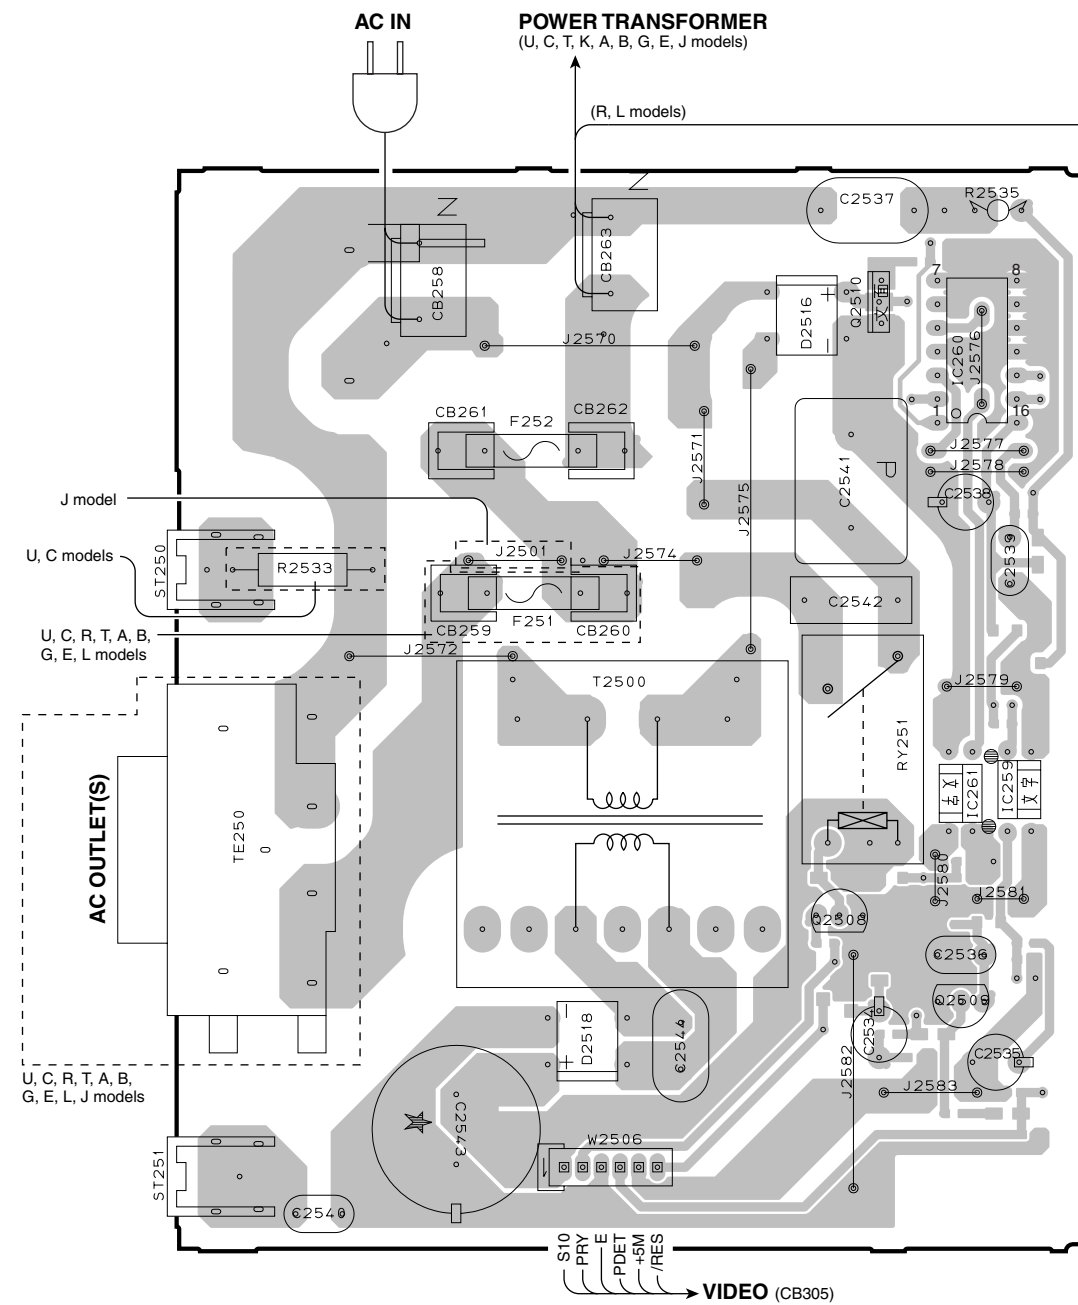 AC IN
POWER TRANSFORMER
(U, C, T, K, A, B, G, E, J models)
(R, L models)
C2537
R2535
CB258
CB263
D2516
Q2510
7
8
IC260
J2576
1
16
J2570
CB261
F252
CB262
J2571
J2575
C2541
P
J2577
J2578
C2538
C2539
J model
U, C models
ST250
R2533
J2501
J2574
F251
CB259
CB260
C2542
U, C, R, T, A, B,
G, E, L models
J2572
T2500
J2579
RY251
IC261
IC259
文字
AC OUTLET(S)
TE250
J2580
J2581
Q2508
C2536
Q2509
C2534
C2535
D2518
C2544
J2582
J2583
U, C, R, T, A, B,
G, E, L, J models
C2543
W2506
ST251
C2540
S10
PRY
E
PDET
+5M
/RES
VIDEO (CB305)